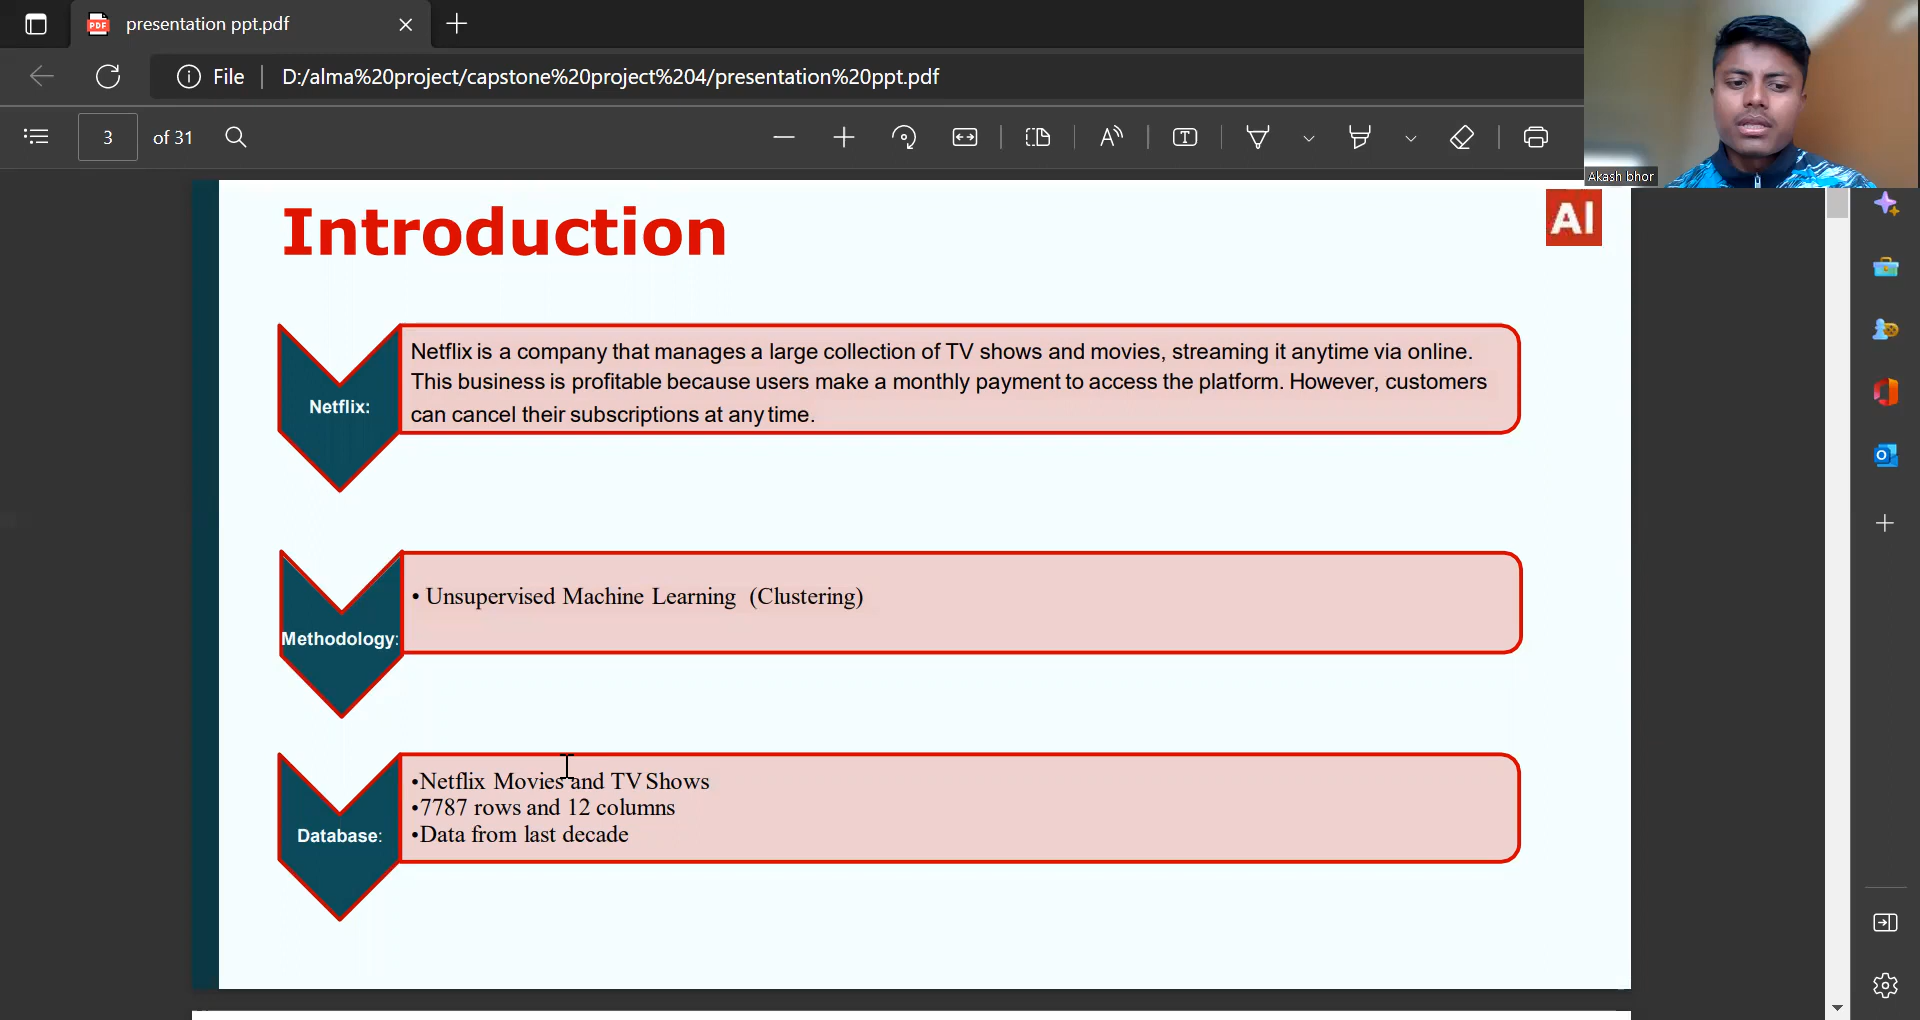 presentation ppt.pdf
File
D:/alma%20project/capstone%20project%204/presentation%20ppt.pdf
3 of 31
Akash bhor
Introduction
AI
Netflix:
Netflix is a company that manages a large collection of TV shows and movies, streaming it anytime via online.
This business is profitable because users make a monthly payment to access the platform. However, customers
can cancel their subscriptions at any time.
Methodology:
• Unsupervised Machine Learning (Clustering)
Database:
•Netflix Movies and TV Shows
•7787 rows and 12 columns
•Data from last decade